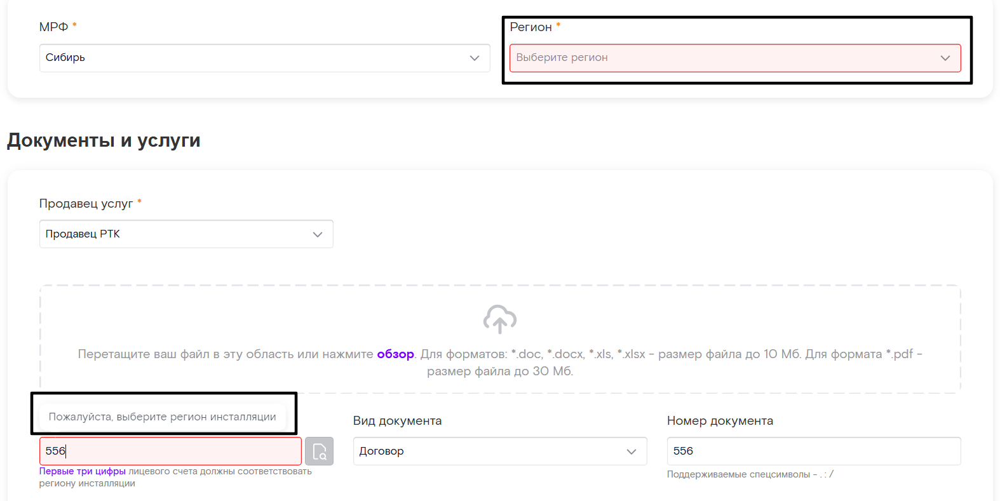 МРФ *
Регион *
Сибирь
Выберите регион
Документы и услуги
Продавец услуг *
Продавец РТК
Перетащите ваш файл в эту область или нажмите обзор. Для форматов: *.doc, *.docx, *.xls, *.xlsx - размер файла до 10 Мб. Для формата *.pdf -
размер файла до 30 Мб.
Пожалуйста, выберите регион инсталляции
Вид документа
Номер документа
556
Договор
556
Первые три цифры лицевого счета должны соответствовать
региону инсталляции
Поддерживаемые спецсимволы - . : /